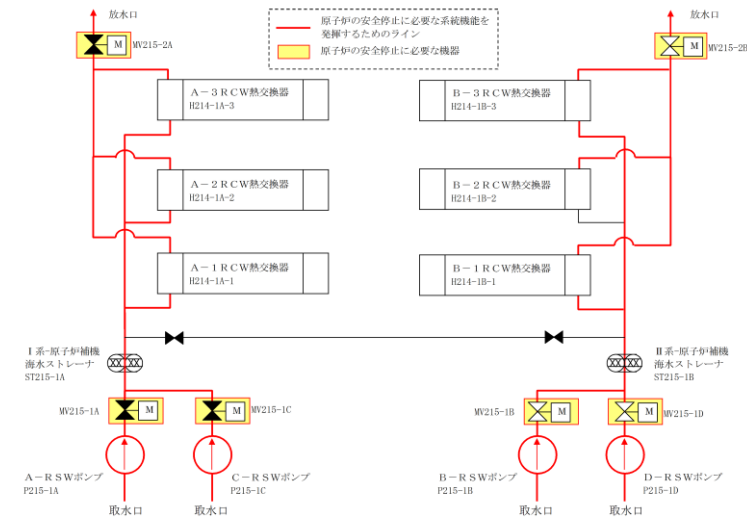 放水口
MV215-2A
M
原子炉の安全停止に必要な系統機能を
発揮するためのライン
原子炉の安全停止に必要な機器
放水口
M
MV215-2B
A－3RCW熱交換器
H214-1A-3
B－3RCW熱交換器
H214-1B-3
A－2RCW熱交換器
H214-1A-2
B－2RCW熱交換器
H214-1B-2
A－1RCW熱交換器
H214-1A-1
B－1RCW熱交換器
H214-1B-1
Ⅰ系-原子炉補機
海水ストレーナ
ST215-1A
Ⅱ系-原子炉補機
海水ストレーナ
ST215-1B
MV215-1A
M
M
MV215-1C
MV215-1B
M
M
MV215-1D
A－RSWポンプ
P215-1A
C－RSWポンプ
P215-1C
B－RSWポンプ
P215-1B
D－RSWポンプ
P215-1D
取水口
取水口
取水口
取水口